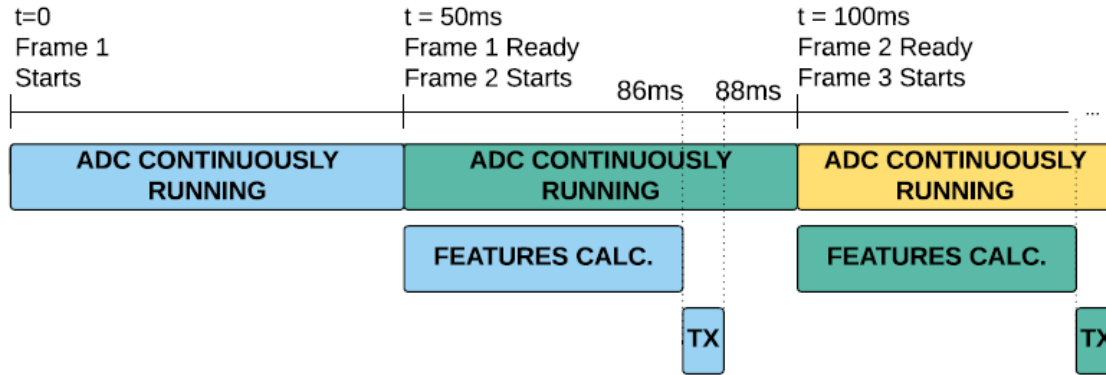 t=0
Frame 1
Starts
t = 50ms
Frame 1 Ready
Frame 2 Starts
86ms
88ms
t = 100ms
Frame 2 Ready
Frame 3 Starts
...
ADC CONTINUOUSLY
RUNNING
ADC CONTINUOUSLY
RUNNING
ADC CONTINUOUSLY
RUNNING
FEATURES CALC.
FEATURES CALC.
TX
TX